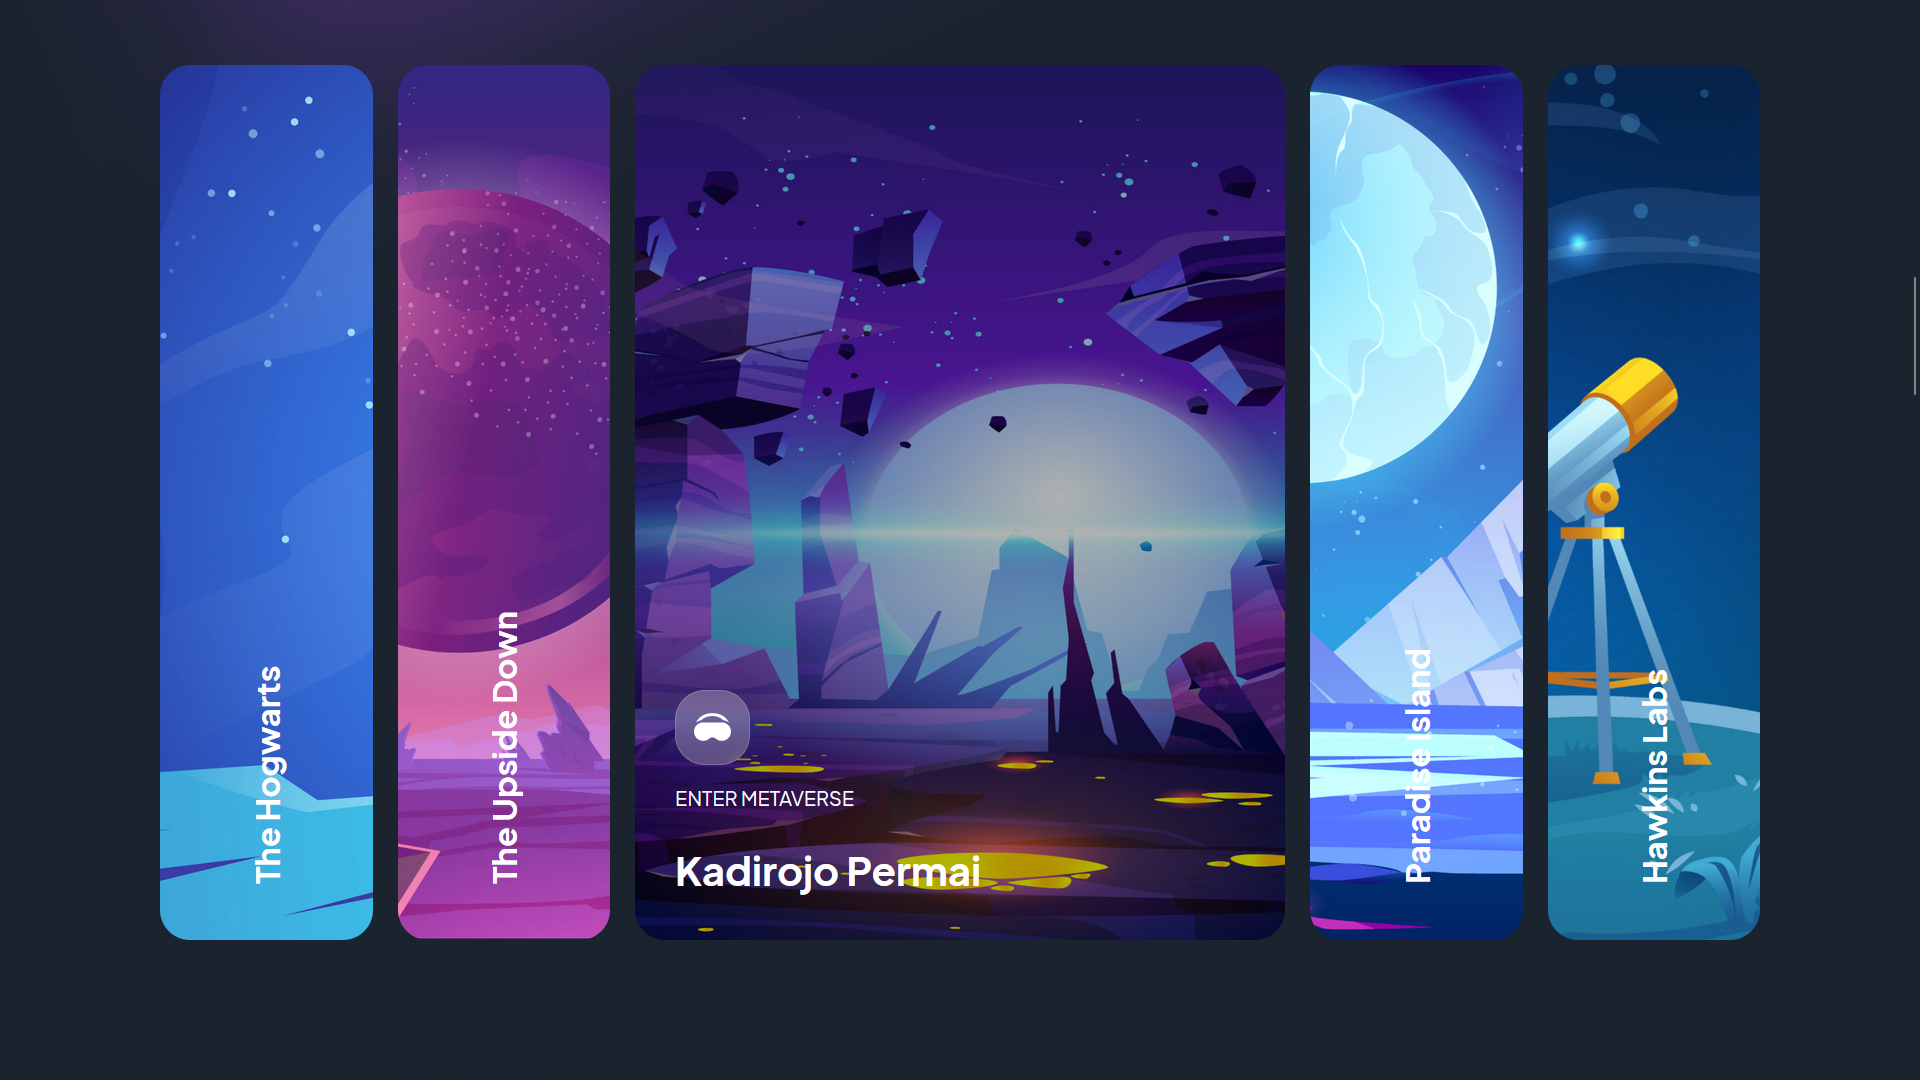 The Hogwarts
The Upside Down
ENTER METAVERSE
Kadirojo Permai
Paradise Island
Hawkins Labs